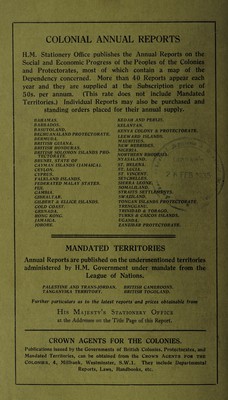 COLONIAL ANNUAL REPORTS
H.M. Stationery Office publishes the Annual Reports on the
Social and Economic Progress of the Peoples of the Colonies
and Protectorates, most of which contain a map of the
Dependency concerned. More than 40 Reports appear each
year and they are supplied at the Subscription price of
50s. per annum. (This rate does not include Mandated
Territories.) Individual Reports may also be purchased and
standing orders placed for their annual supply.
BAHAMAS.
BARBADOS.
BASUTOLAND.
BECHUANALAND PROTECTORATE.
BERMUDA.
BRITISH GUIANA.
BRITISH HONDURAS.
BRITISH SOLOMON ISLANDS PRO-
TECTORATE.
BRUNEI, STATE OF
CAYMAN ISLANDS (JAMAICA).
CEYLON.
CYPRUS.
FALKLAND ISLANDS.
FEDERATED MALAY STATES.
FIJI.
GAMBIA.
GIBRALTAR.
GILBERT & ELLICE ISLANDS.
GOLD COAST.
GRENADA.
HONG KONG.
JAMAICA.
JOHORE.
KEDAH AND PERLIS.
KELANTAN.
KENYA COLONY & PROTECTORATE.
LEEWARD ISLANDS.
MAURITIUS.
NEW HEBRIDES.
NIGERIA.
NORTHERN RHODESIA.
NYASALAND.
ST. HELENA.
ST. LUCIA.
ST. VINCENT.
SEYCHELLES.
SIERRA LEONE.
SOMALILAND.
STRAITS SETTLEMENTS.
SWAZILAND.
TONGAN ISLANDS PROTECTORATE
TRENGGANU.
TRINIDAD & TOBAGO.
TURKS & CAICOS ISLANDS.
UGANDA.
ZANZIBAR PROTECTORATE.
MANDATED TERRITORIES
Annual Reports are published on the undermentioned territories
administered by H.M. Government under mandate from the
League of Nations.
PALESTINE AND TRANS-JORDAN.
TANGANYIKA TERRITORY.
BRITISH CAMEROONS.
BRITISH TOGOLAND.
Further particulars as to the latest reports and prices obtainable from
HIS MAJESTY'S STATIONERY OFFICE
at the Addresses on the Title Page of this Report.
CROWN AGENTS FOR THE COLONIES.
Publications issued by the Governments of British Colonies, Protectorates, and
Mandated Territories, can be obtained from the CROWN AGENTS FOR THE
COLONIES, 4, Millbank, Westminster, S.W.1. They include Departmental
Reports, Laws, Handbooks, etc.